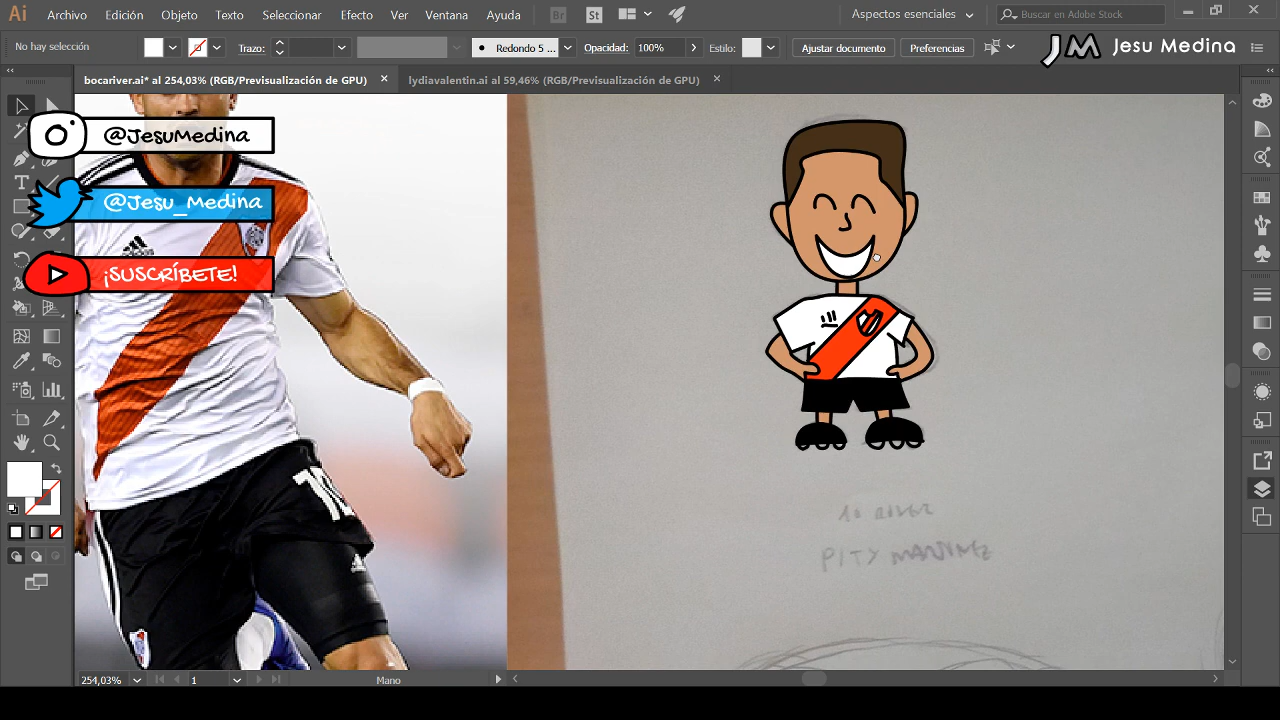 Ai Archivo Edición Objeto Texto Seleccionar Efecto Ver Ventana Ayuda Br St Aspectos esenciales Buscar en Adobe Stock
No hay selección Trazo: Redondo 5 ... Opacidad: 100% Estilo: Ajustar documento Preferencias
JM Jesu Medina
bocariver.ai* al 254,03% (RGB/Previsualización de GPU) × lydiavalentin.ai al 59,46% (RGB/Previsualización de GPU) ×
@JesuMedina
@Jesu_Medina
¡SUSCRÍBETE!
10
10 RIVER
PITY MARTINEZ
254,03% 1 Mano